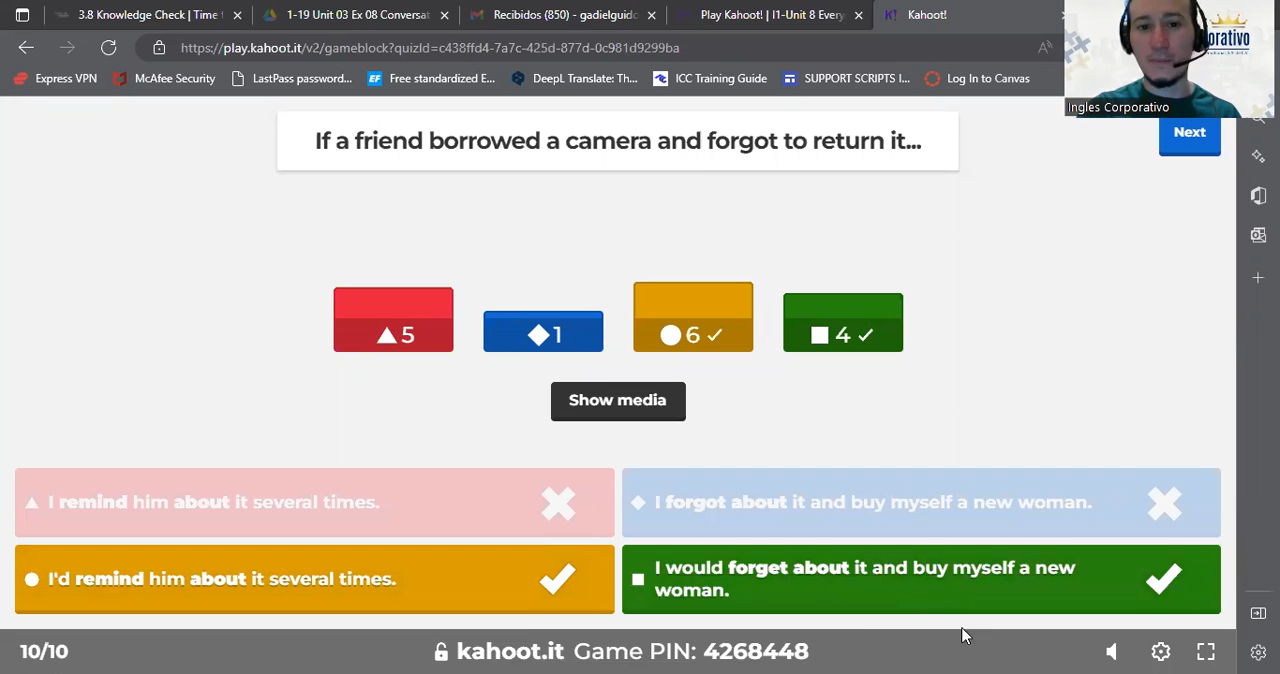 3.8 Knowledge Check | Time
1-19 Unit 03 Ex 08 Conversat
Recibidos (850) - gadielguido
Play Kahoot! | I1-Unit 8 Every
K! Kahoot!
https://play.kahoot.it/v2/gameblock?quizId=c438ffd4-7a7c-425d-877d-0c981d9299ba
Express VPN
McAfee Security
LastPass password...
EF Free standardized E...
DeepL Translate: Th...
ICC Training Guide
SUPPORT SCRIPTS I...
Log In to Canvas
orativo
Ingles Corporativo
If a friend borrowed a camera and forgot to return it...
Next
5
1
6
4
Show media
I remind him about it several times.
I forgot about it and buy myself a new woman.
I'd remind him about it several times.
I would forget about it and buy myself a new
woman.
10/10
kahoot.it Game PIN: 4268448